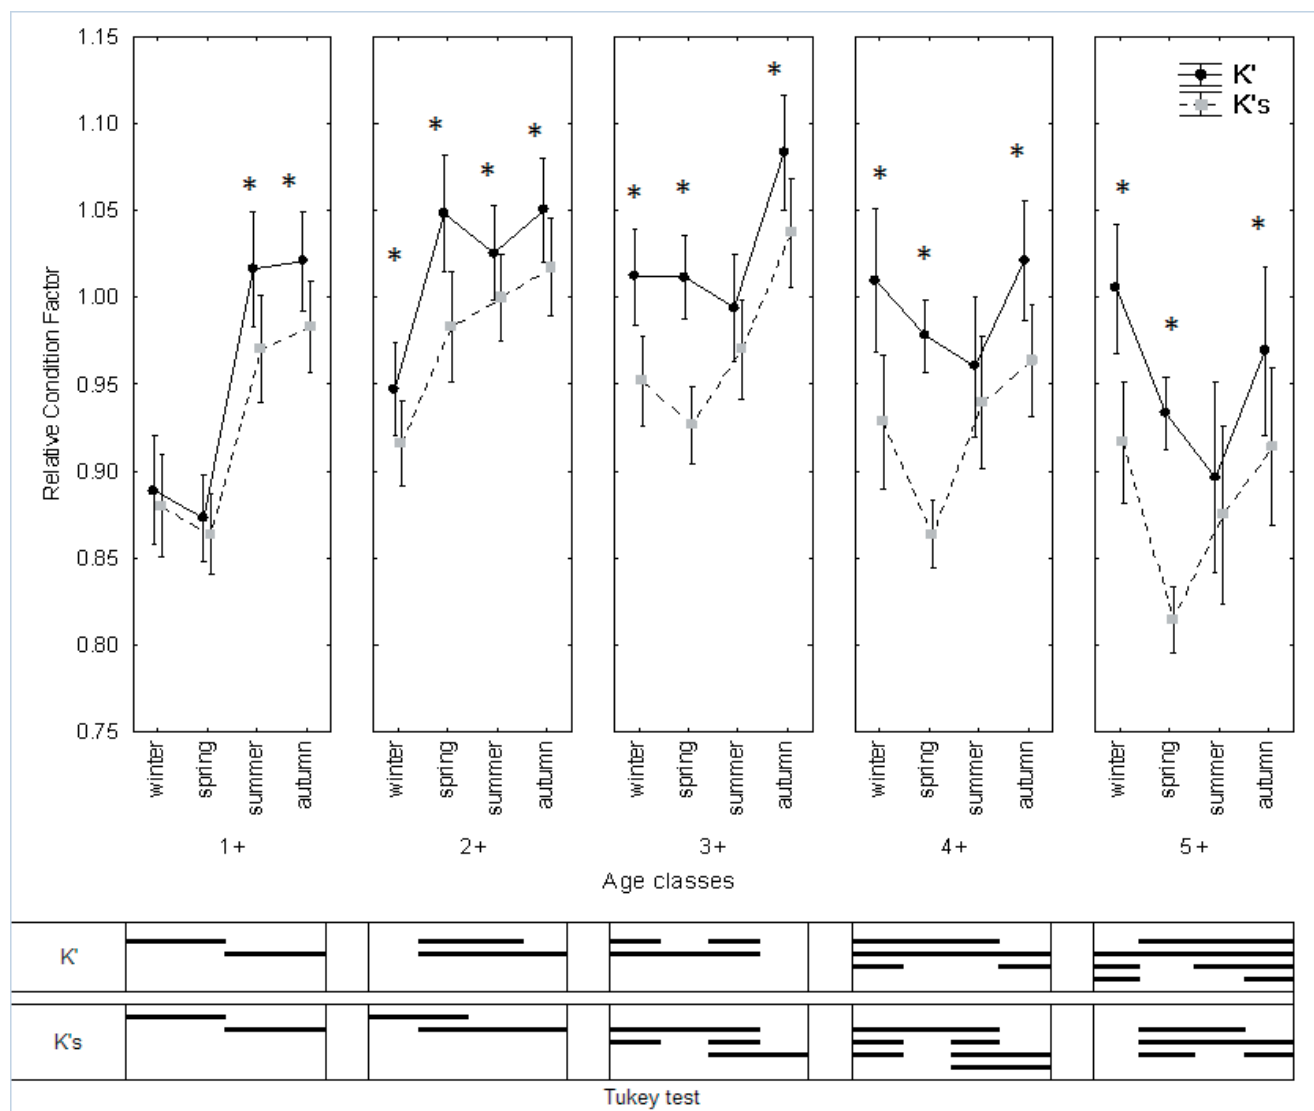 1.15
1.10
1.05
1.00
0.95
0.90
0.85
0.80
0.75
Relative Condition Factor
* * * * * * * * * * * * * * *
K'
K's
winter spring summer autumn winter spring summer autumn winter spring summer autumn winter spring summer autumn winter spring summer autumn
1+ 2+ 3+ 4+ 5+
Age classes
K'
K's
Tukey test